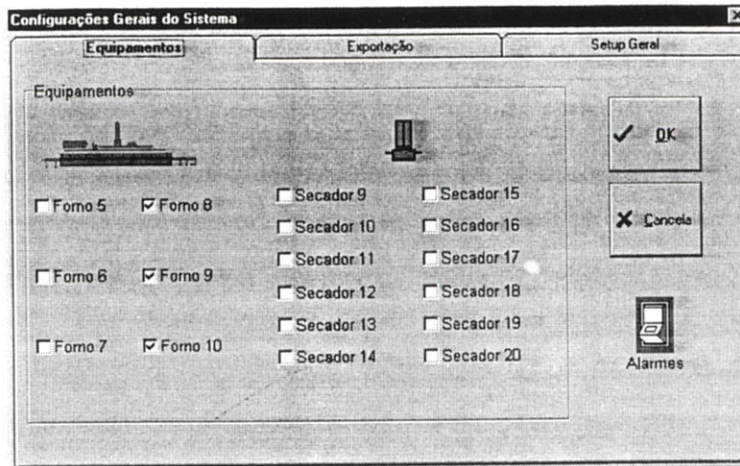 Configurações Gerais do Sistema
Equipamentos
Exportação
Setup Geral
Equipamentos
Forno 5
Forno 8
Secador 9
Secador 15
Secador 10
Secador 16
Forno 6
Forno 9
Secador 11
Secador 17
Secador 12
Secador 18
Secador 13
Secador 19
Forno 7
Forno 10
Secador 14
Secador 20
OK
Cancela
Alarmes